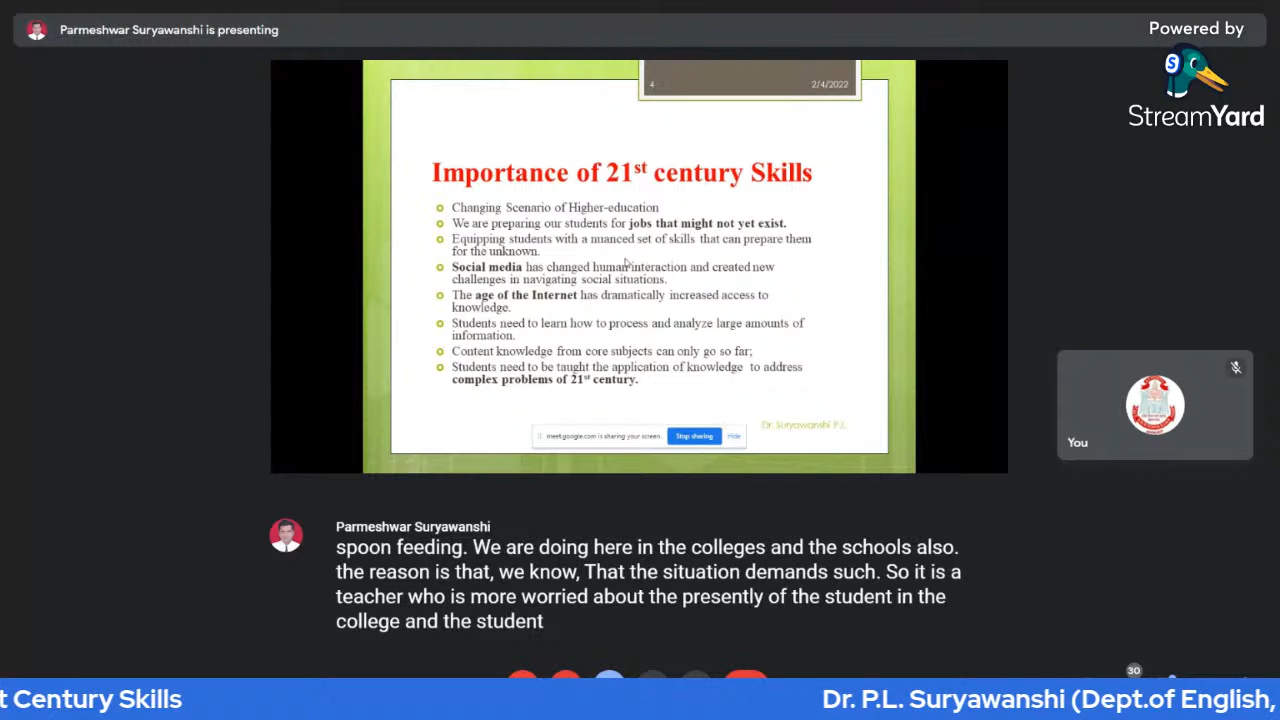 Parmeshwar Suryawanshi is presenting
Powered by
StreamYard
4
2/4/2022
Importance of 21st century Skills
Changing Scenario of Higher-education
We are preparing our students for jobs that might not yet exist.
Equipping students with a nuanced set of skills that can prepare them
for the unknown.
Social media has changed human interaction and created new
challenges in navigating social situations.
The age of the Internet has dramatically increased access to
knowledge.
Students need to learn how to process and analyze large amounts of
information.
Content knowledge from core subjects can only go so far;
Students need to be taught the application of knowledge to address
complex problems of 21st century.
Dr. Suryawanshi P.L.
meet.google.com is sharing your screen.
Stop sharing
Hide
You
Parmeshwar Suryawanshi
spoon feeding. We are doing here in the colleges and the schools also.
the reason is that, we know, That the situation demands such. So it is a
teacher who is more worried about the presently of the student in the
college and the student
30
t Century Skills
Dr. P.L. Suryawanshi (Dept.of English,